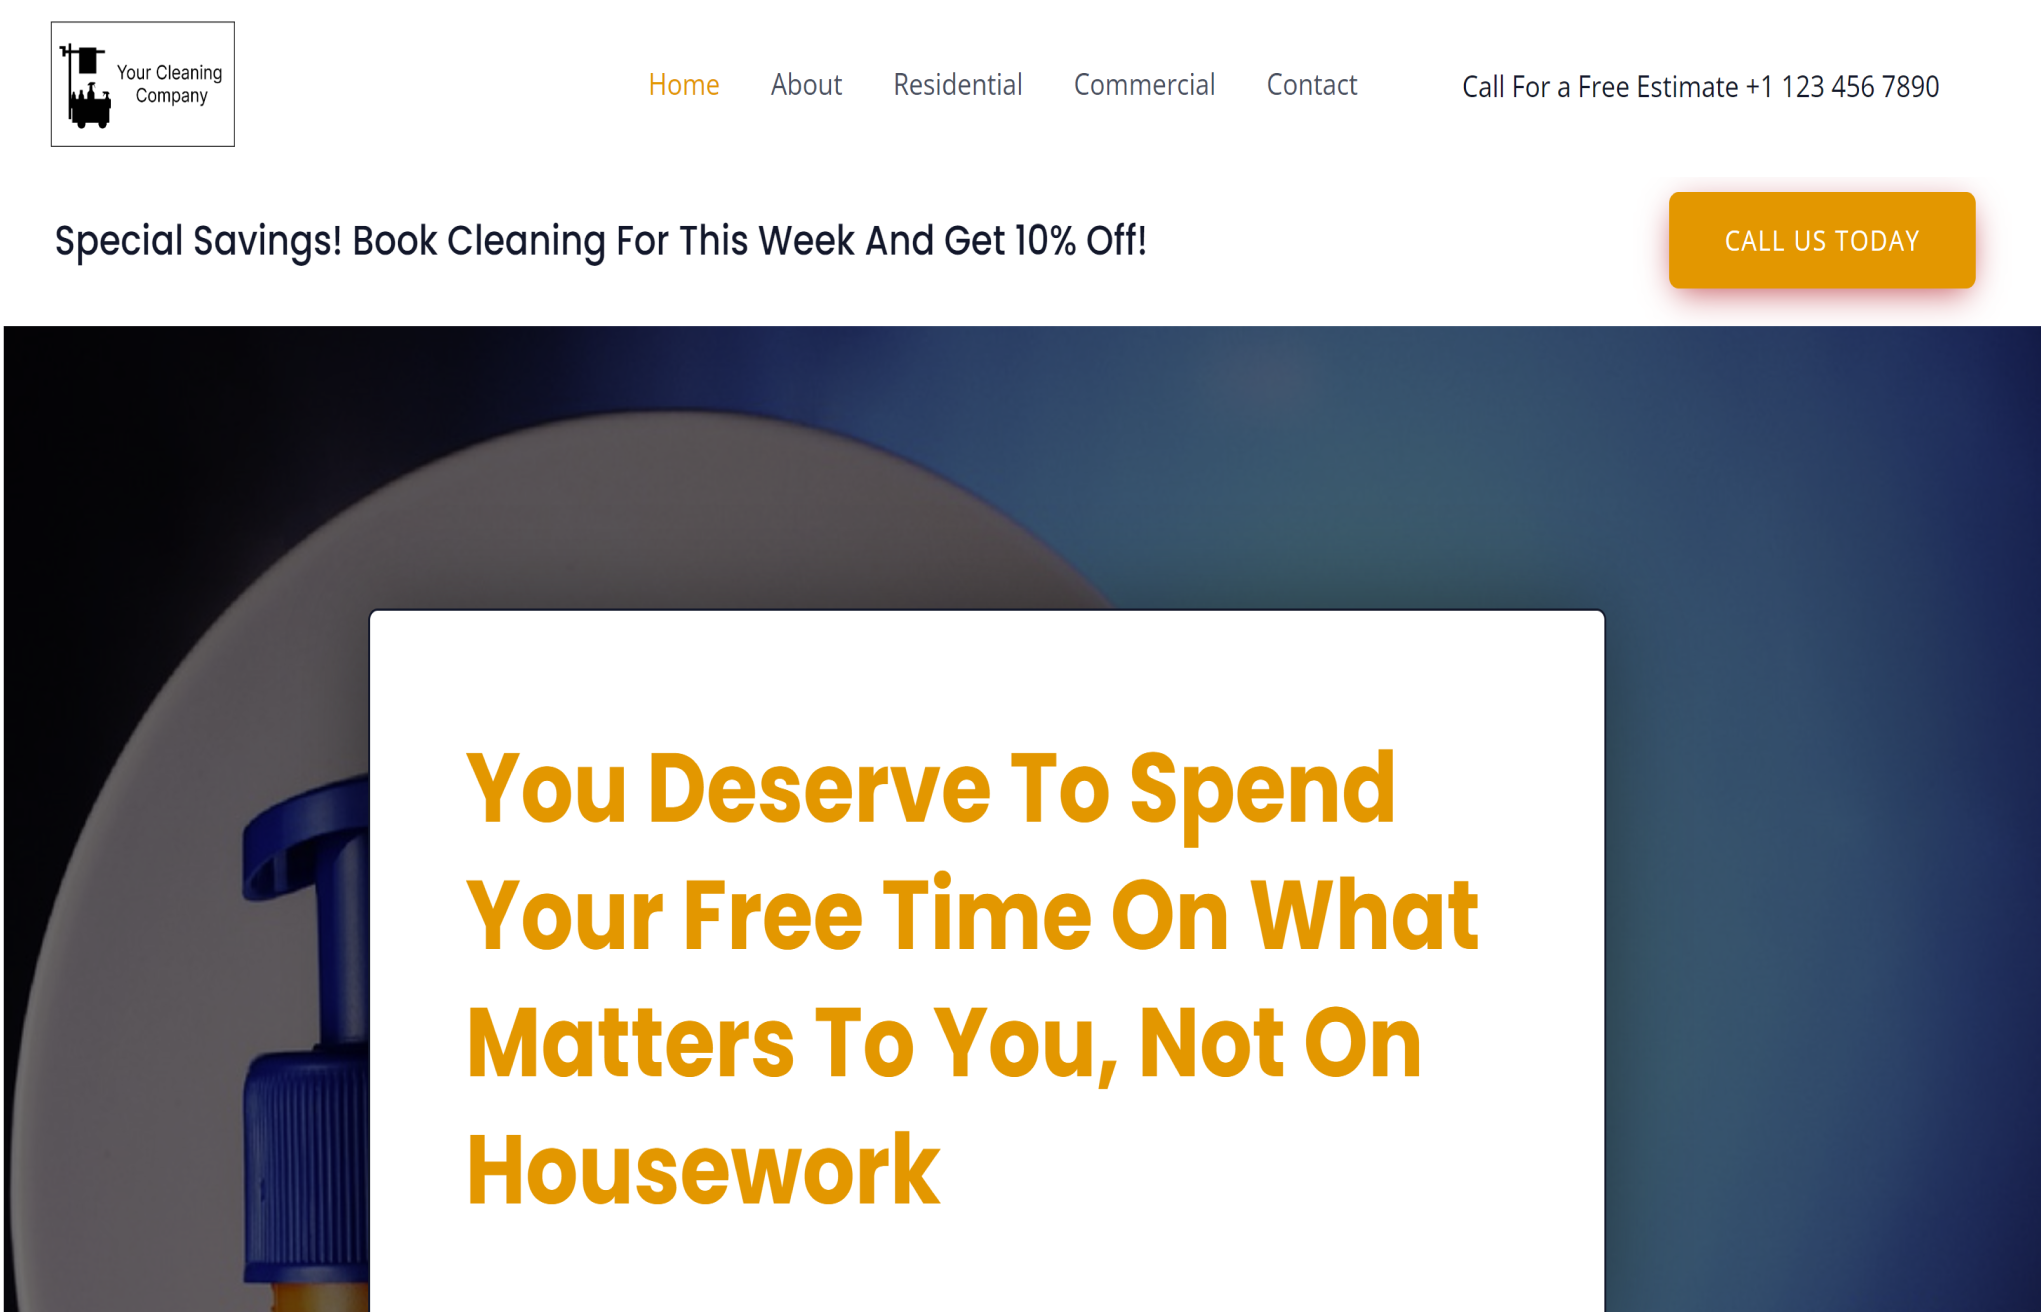 Your Cleaning
Company
Home About Residential Commercial Contact Call For a Free Estimate +1 123 456 7890
Special Savings! Book Cleaning For This Week And Get 10% Off!
CALL US TODAY
You Deserve To Spend
Your Free Time On What
Matters To You, Not On
Housework